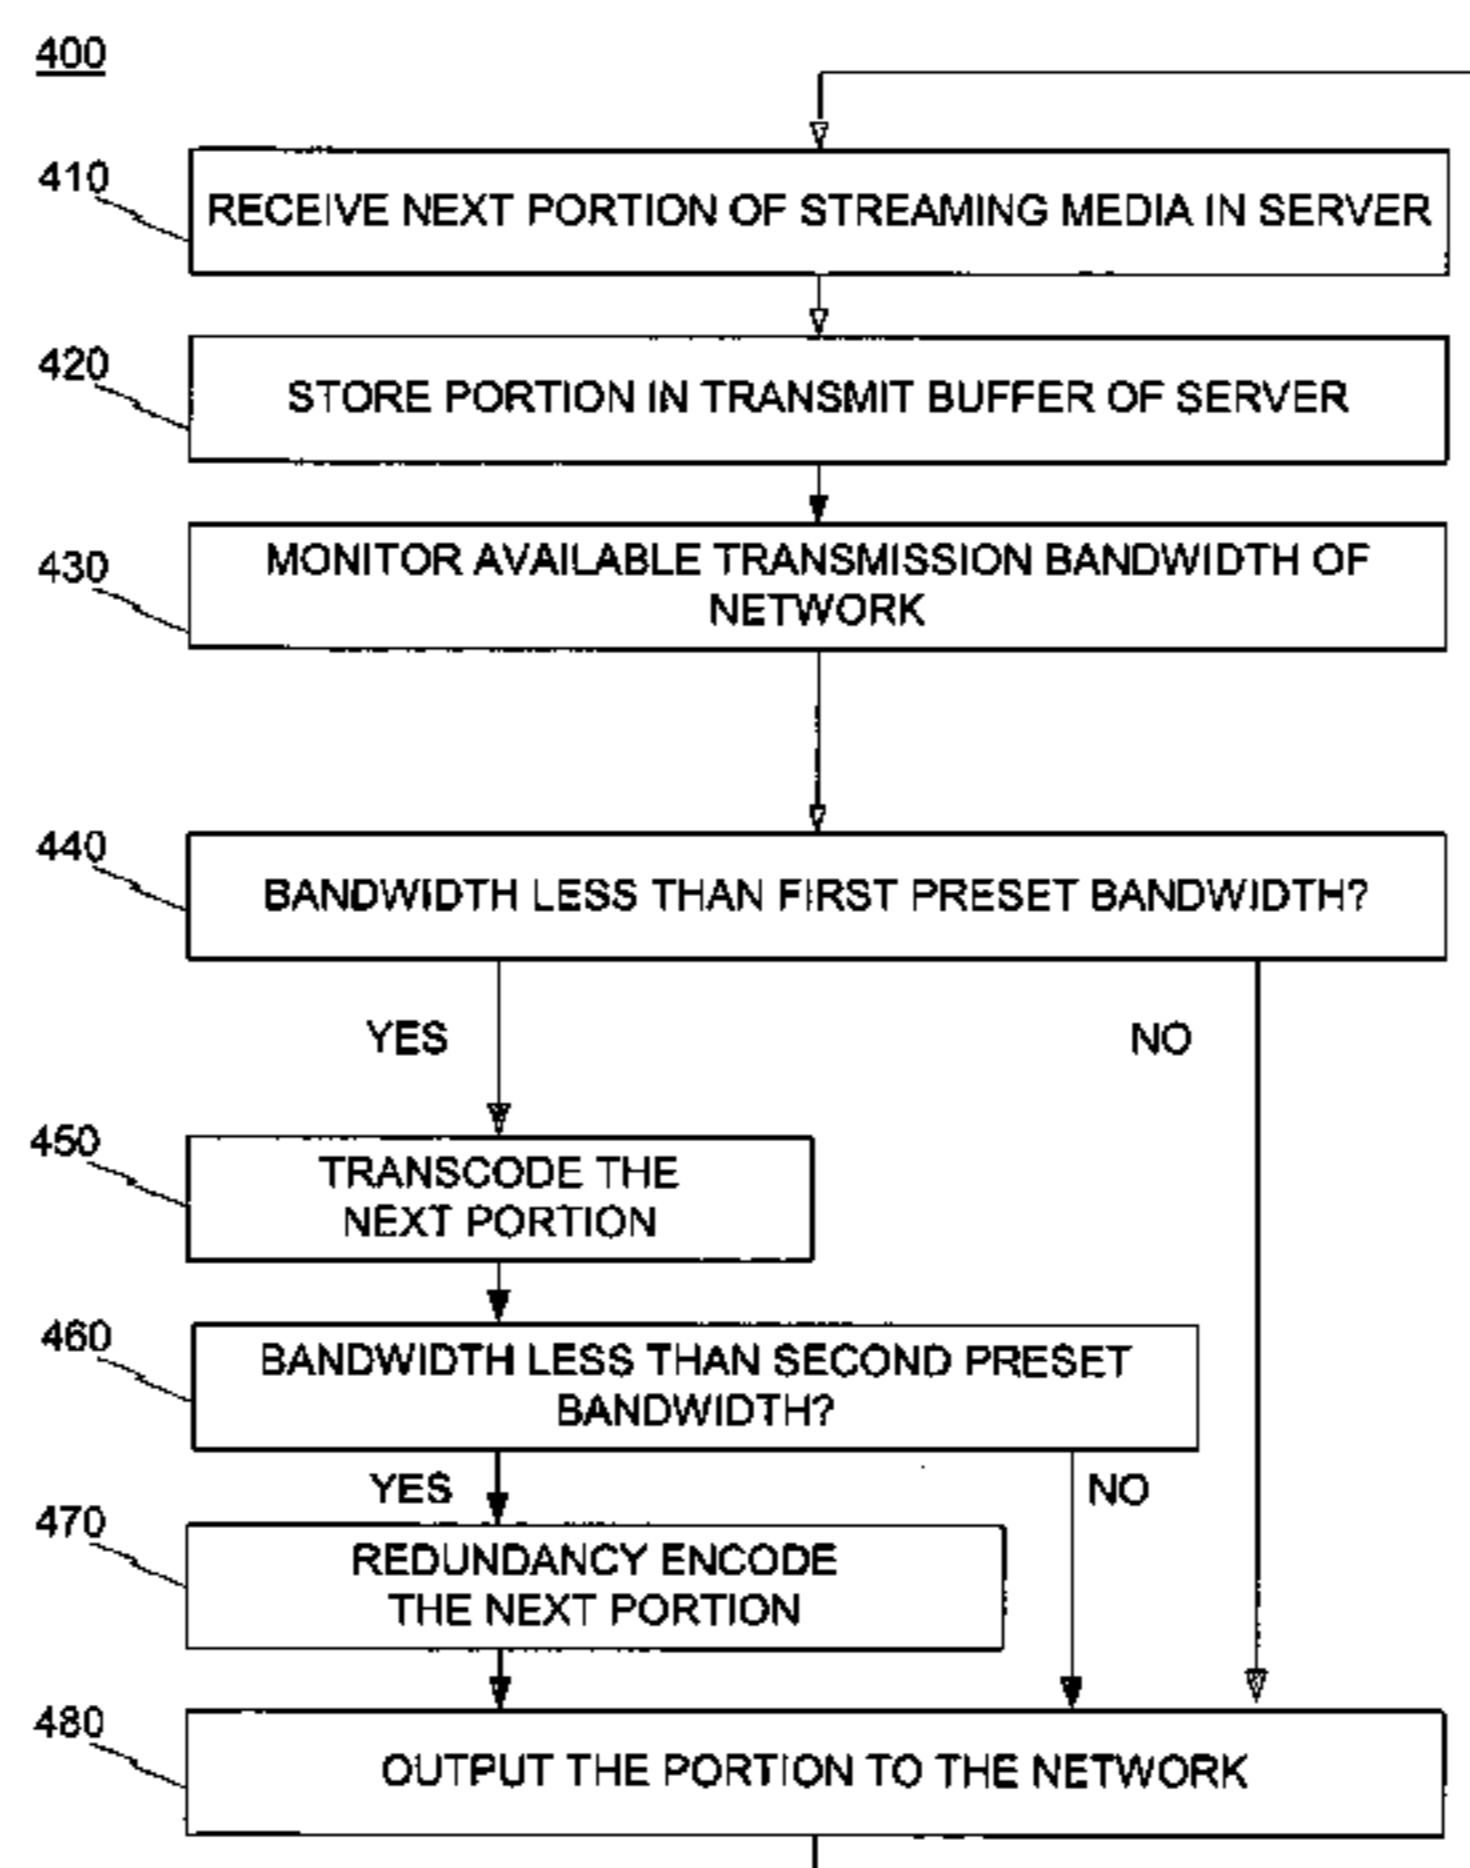 400
410
RECEIVE NEXT PORTION OF STREAMING MEDIA IN SERVER
420
STORE PORTION IN TRANSMIT BUFFER OF SERVER
430
MONITOR AVAILABLE TRANSMISSION BANDWIDTH OF
NETWORK
440
BANDWIDTH LESS THAN FIRST PRESET BANDWIDTH?
YES
NO
450
TRANSCODE THE
NEXT PORTION
460
BANDWIDTH LESS THAN SECOND PRESET
BANDWIDTH?
YES
NO
470
REDUNDANCY ENCODE
THE NEXT PORTION
480
OUTPUT THE PORTION TO THE NETWORK